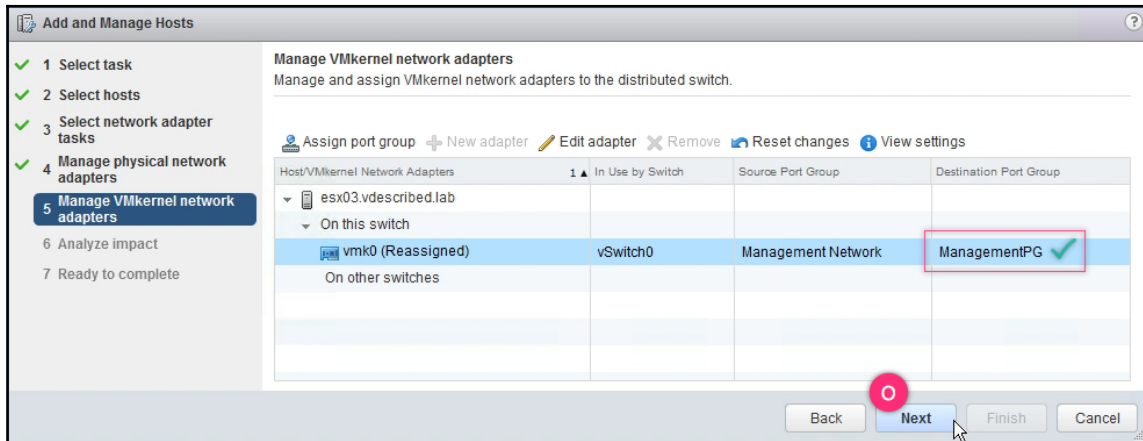 Add and Manage Hosts
?
1 Select task
2 Select hosts
3 Select network adapter
tasks
4 Manage physical network
adapters
5 Manage VMkernel network
adapters
6 Analyze impact
7 Ready to complete
Manage VMkernel network adapters
Manage and assign VMkernel network adapters to the distributed switch.
Assign port group New adapter Edit adapter Remove Reset changes View settings
Host/VMkernel Network Adapters 1 ▲ In Use by Switch Source Port Group Destination Port Group
esx03.vdescribed.lab
On this switch
vmk0 (Reassigned) vSwitch0 Management Network ManagementPG
On other switches
O
Back Next Finish Cancel